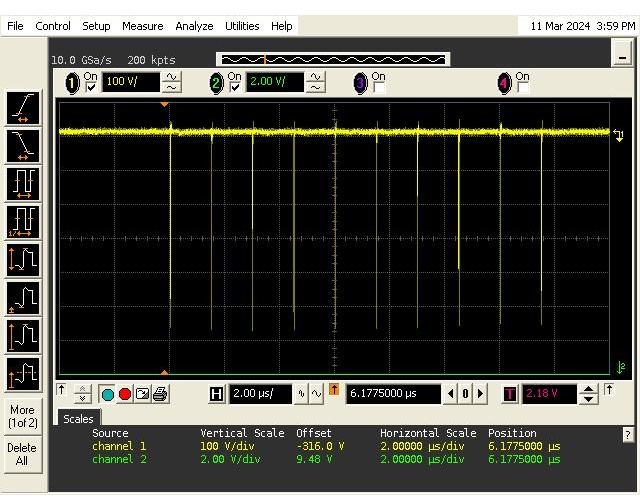 File Control Setup Measure Analyze Utilities Help 11 Mar 2024 3:59 PM
10.0 GSa/s 200 kpts
1 On 100 V/ 2 On 2.00 V/ 3 On 4 On
1
2
H 2.00 µs/ 6.1775000 µs 0 T 2.18 V
More
(1of 2)
Delete
All
Scales
?
Source Vertical Scale Offset Horizontal Scale Position
channel 1 100 V/div -316.0 V 2.00000 µs/div 6.1775000 µs
channel 2 2.00 V/div 9.48 V 2.00000 µs/div 6.1775000 µs